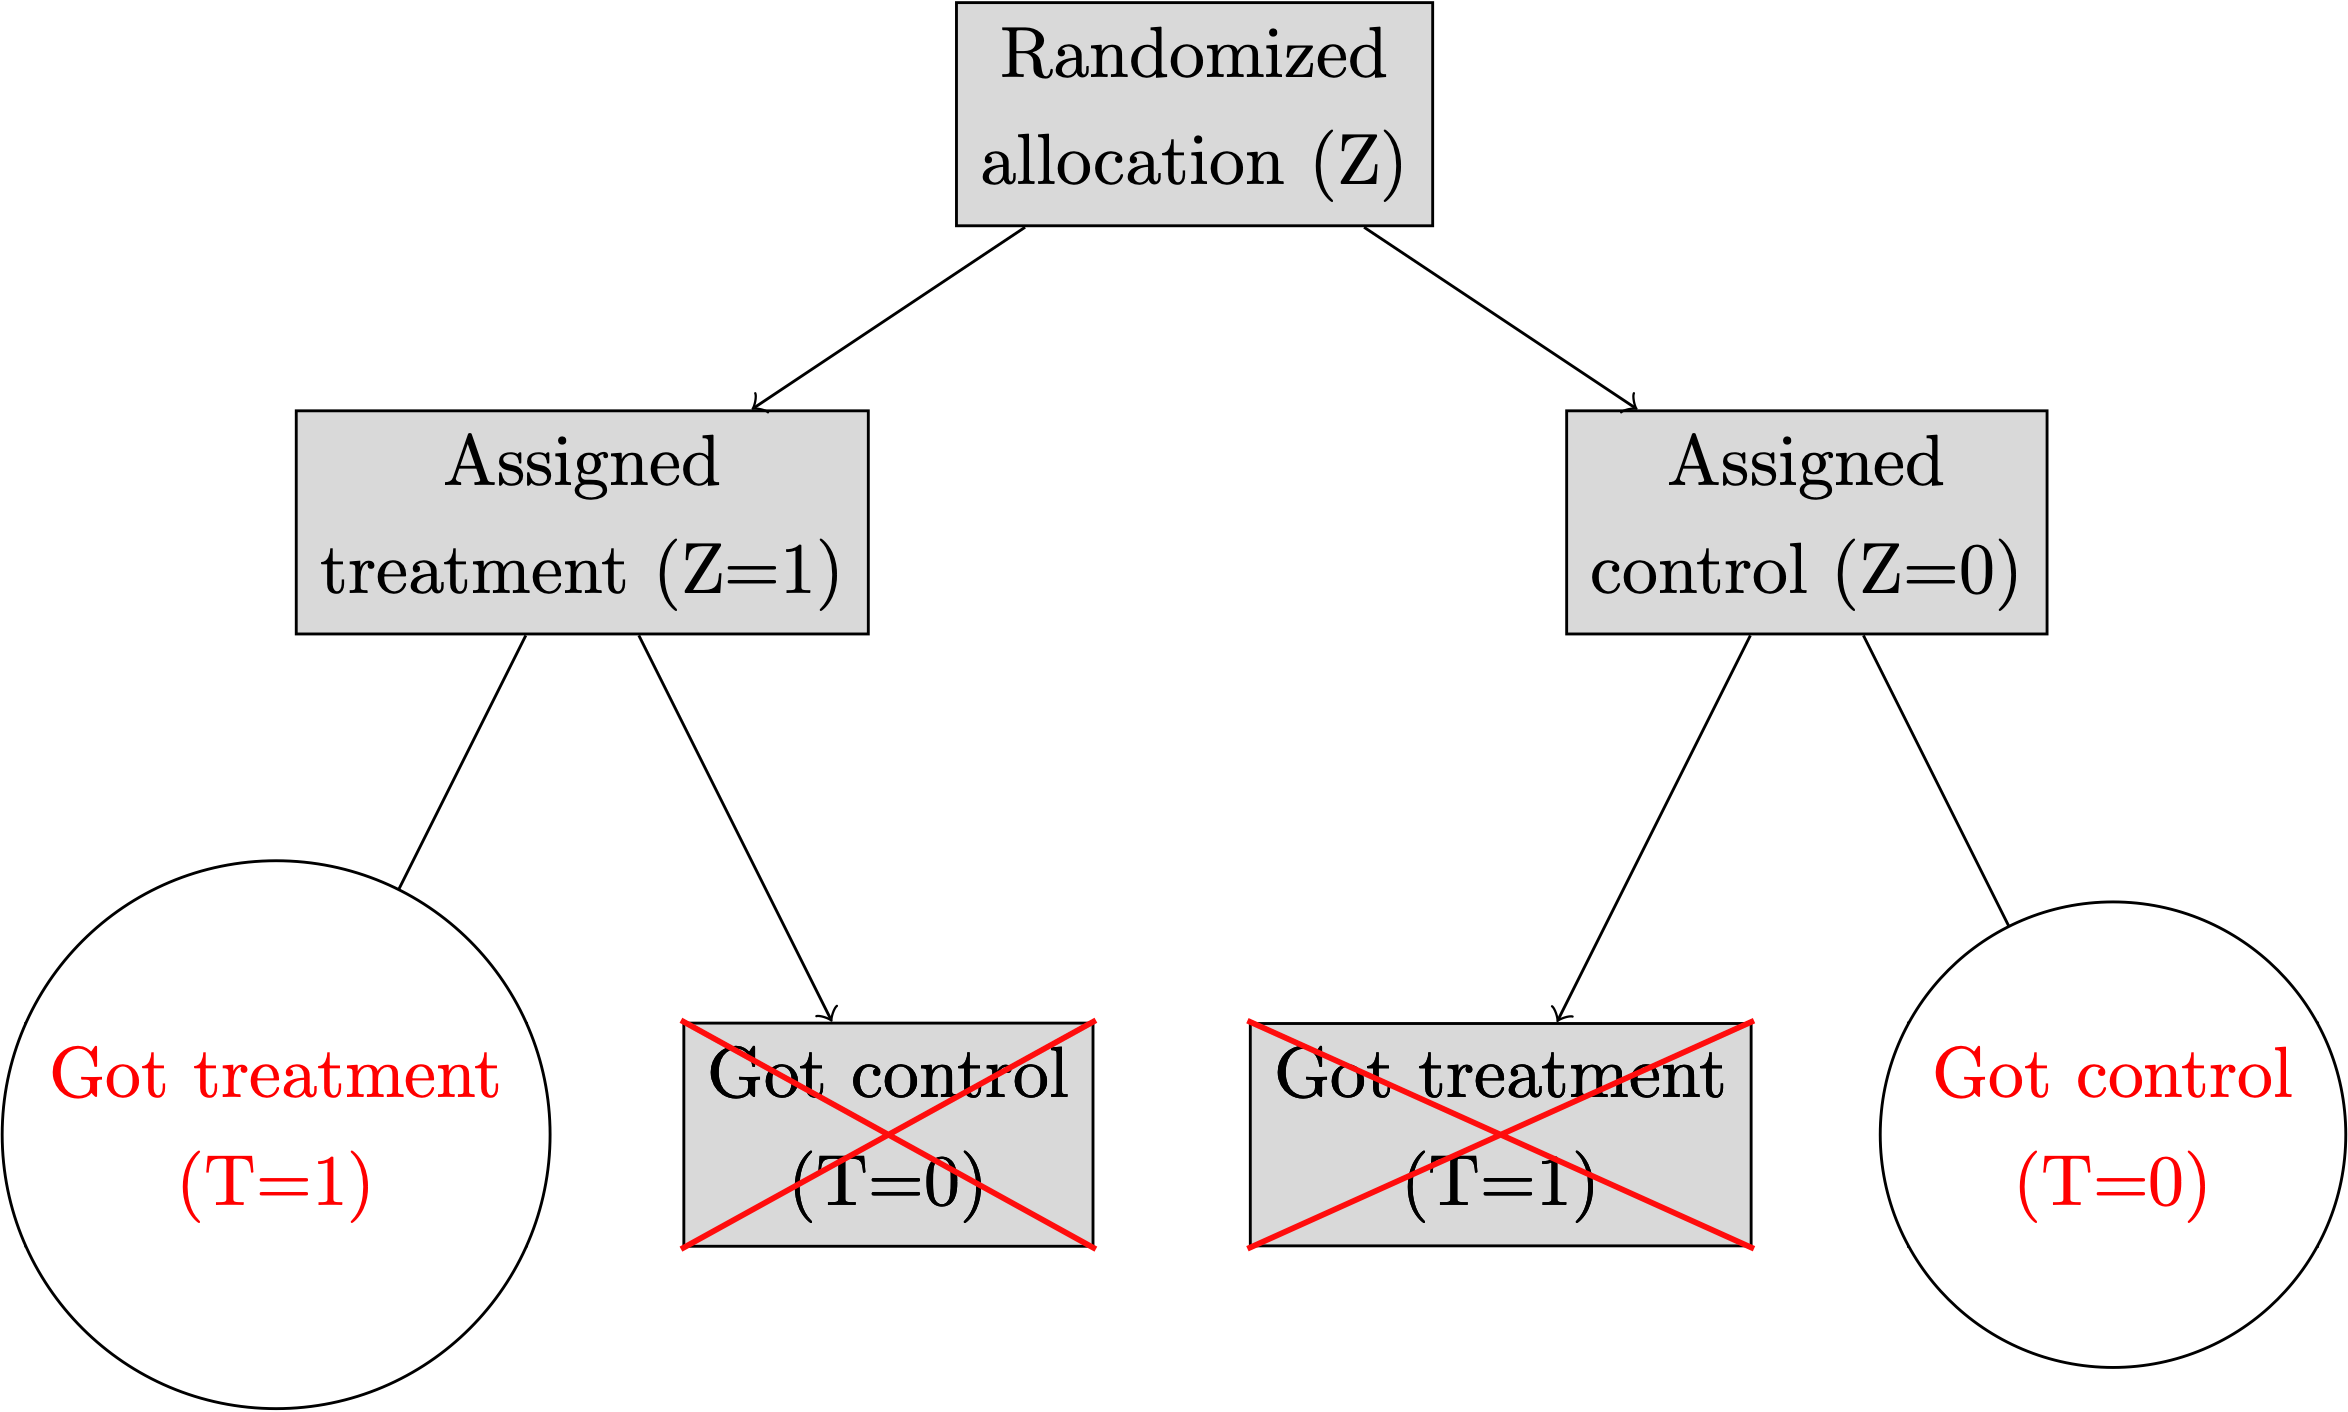 Randomized
allocation (Z)
Assigned
treatment (Z=1)
Assigned
control (Z=0)
Got treatment
(T=1)
Got control
(T=0)
Got treatment
(T=1)
Got control
(T=0)